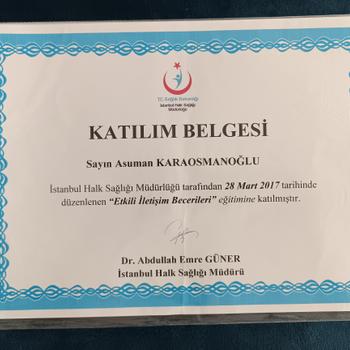 T.C. Sağlık Bakanlığı
İstanbul Halk Sağlığı
Müdürlüğü
KATILIM BELGESİ
Sayın Asuman KARAOSMANOĞLU
İstanbul Halk Sağlığı Müdürlüğü tarafından 28 Mart 2017 tarihinde
düzenlenen “Etkili İletişim Becerileri” eğitimine katılmıştır.
Dr. Abdullah Emre GÜNER
İstanbul Halk Sağlığı Müdürü